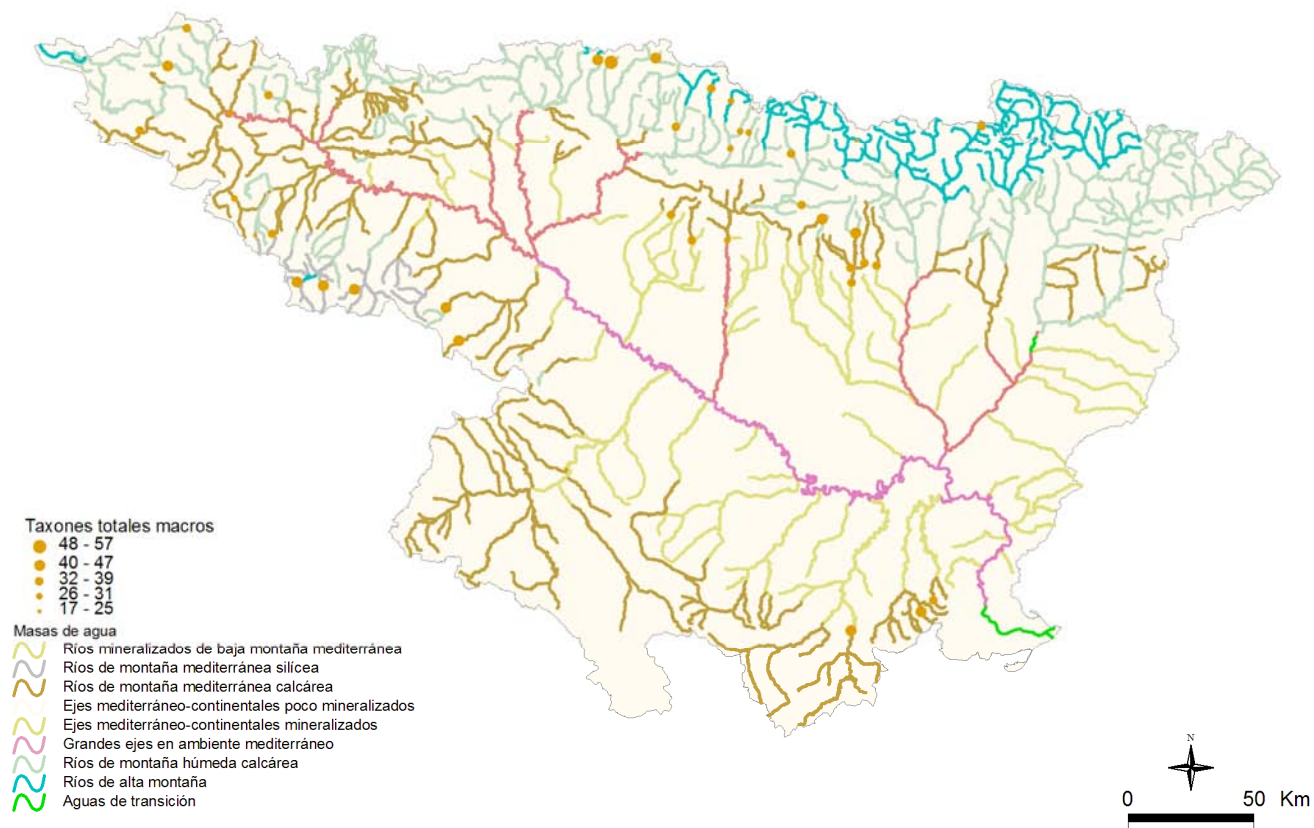 Taxones totales macros
48 - 57
40 - 47
32 - 39
26 - 31
17 - 25
Masas de agua
Ríos mineralizados de baja montaña mediterránea
Ríos de montaña mediterránea silícea
Ríos de montaña mediterránea calcárea
Ejes mediterráneo-continentales poco mineralizados
Ejes mediterráneo-continentales mineralizados
Grandes ejes en ambiente mediterráneo
Ríos de montaña húmeda calcárea
Ríos de alta montaña
Aguas de transición
N
0 50 Km